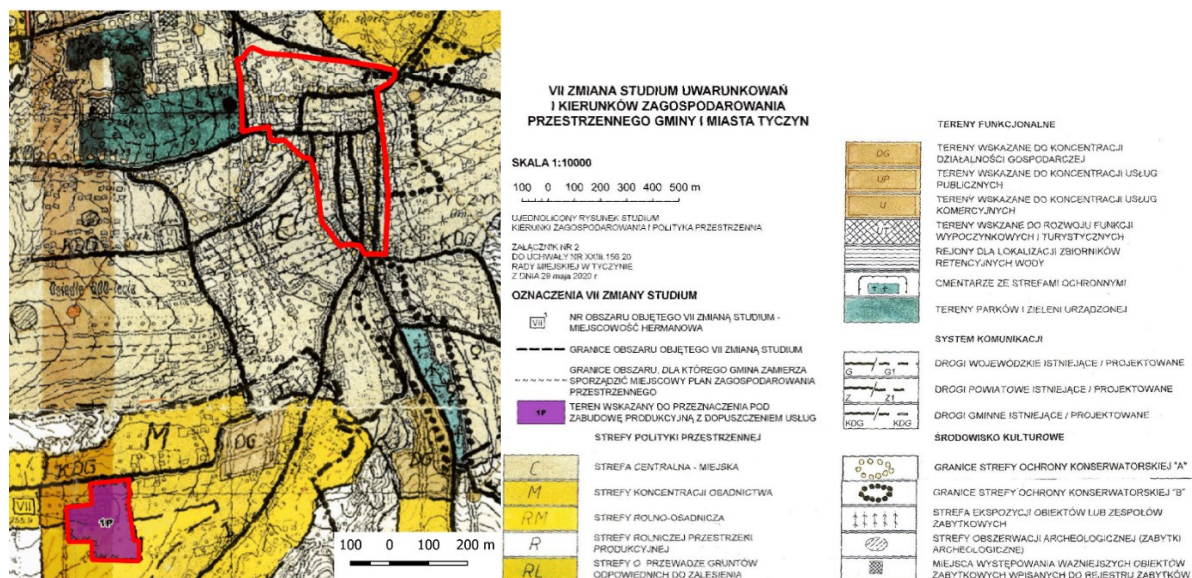 VII ZMIANA STUDIUM UWARUNKOWAŃ
I KIERUNKÓW ZAGOSPODAROWANIA
PRZESTRZENNEGO GMINY I MIASTA TYCZYN
SKALA 1:10000
100 0 100 200 300 400 500 m
UJEDNOLICONY RYSUNEK STUDIUM
KIERUNKI ZAGOSPODAROWANIA I POLITYKA PRZESTRZENNA
ZAŁĄCZNIK NR 2
DO UCHWAŁY NR XXIII.156.20
RADY MIEJSKIEJ W TYCZYNIE
Z DNIA 29 maja 2020 r
OZNACZENIA VII ZMIANY STUDIUM
VII
NR OBSZARU OBJĘTEGO VII ZMIANĄ STUDIUM -
MIEJSCOWOŚĆ HERMANOWA
GRANICE OBSZARU OBJĘTEGO VII ZMIANĄ STUDIUM
GRANICE OBSZARU, DLA KTÓREGO GMINA ZAMIERZA
SPORZĄDZIĆ MIEJSCOWY PLAN ZAGOSPODAROWANIA
PRZESTRZENNEGO
1P
TEREN WSKAZANY DO PRZEZNACZENIA POD
ZABUDOWĘ PRODUKCYJNĄ Z DOPUSZCZENIEM USŁUG
STREFY POLITYKI PRZESTRZENNEJ
C STREFA CENTRALNA - MIEJSKA
M STREFY KONCENTRACJI OSADNICTWA
RM STREFY ROLNO-OSADNICZA
R STREFY ROLNICZEJ PRZESTRZEKI
PRODUKCYJNEJ
RL STREFY O PRZEWADZE GRUNTÓW
ODPOWIEDNICH DO ZALESIENIA
TERENY FUNKCJONALNE
DG TERENY WSKAZANE DO KONCENTRACJI
DZIAŁALNOŚCI GOSPODARCZEJ
UP TERENY WSKAZANE DO KONCENTRACJI USŁUG
PUBLICZNYCH
U TERENY WSKAZANE DO KONCENTRACJI USŁUG
KOMERCYJNYCH
TERENY WSKAZANE DO ROZWOJU FUNKCJI
WYPOCZYNKOWYCH I TURYSTYCZNYCH
REJONY DLA LOKALIZACJI ZBIORNIKÓW
RETENCYJNYCH WODY
CMENTARZE ZE STREFAMI OCHRONNYMI
TERENY PARKÓW I ZIELENI URZĄDZONEJ
SYSTEM KOMUNIKACJI
G G1 DROGI WOJEWÓDZKIE ISTNIEJĄCE / PROJEKTOWANE
Z Z1 DROGI POWIATOWE ISTNIEJĄCE / PROJEKTOWANE
KDG KDG DROGI GMINNE ISTNIEJĄCE / PROJEKTOWANE
ŚRODOWISKO KULTUROWE
GRANICE STREFY OCHRONY KONSERWATORSKIEJ "A"
GRANICE STREFY OCHRONY KONSERWATORSKIEJ "B"
STREFA EKSPOZYCJI OBIEKTÓW LUB ZESPOŁÓW
ZABYTKOWYCH
STREFY OBSERWACJI ARCHEOLOGICZNEJ (ZABYTKI
ARCHEOLOGICZNE)
MIEJSCA WYSTĘPOWANIA WAŻNIEJSZYCH OBIEKTÓW
ZABYTKOWYCH WPISANYCH DO REJESTRU ZABYTKÓW
TYCZYN
KDG
KDG
C
M
DG
KDG
DG
VII
1P
100 0 100 200 m